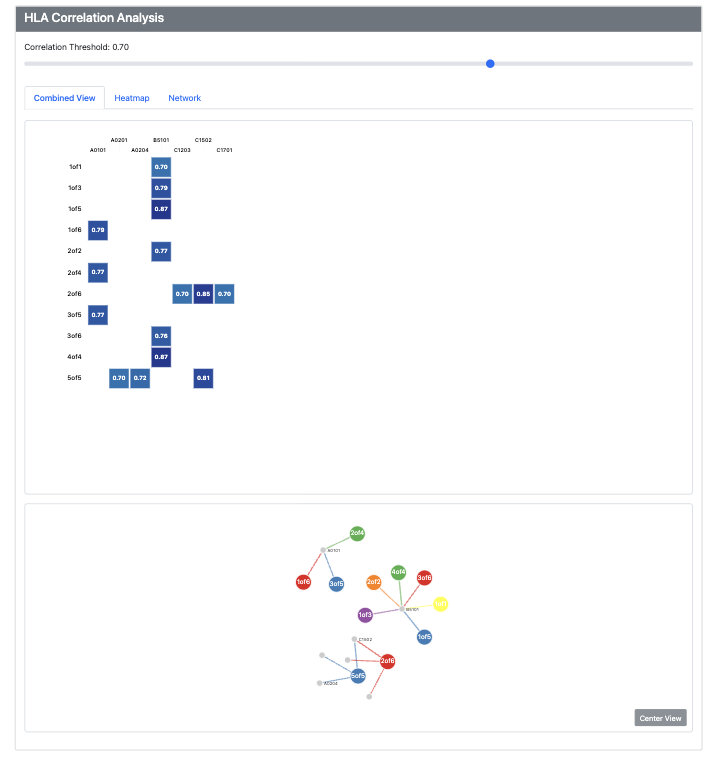 HLA Correlation Analysis
Correlation Threshold: 0.70
Combined View Heatmap Network
A0201 B5101 C1502
A0101 A0204 C1203 C1701
1of1 0.70
1of3 0.79
1of5 0.87
1of6 0.79
2of2 0.77
2of4 0.77
2of6 0.70 0.85 0.70
3of5 0.77
3of6 0.76
4of4 0.87
5of5 0.70 0.72 0.81
2of4
A0101
1of6 3of5
4of4
2of2 3of6
B5101
1of3
1of5
C1502
2of6
5of5
A0204
Center View